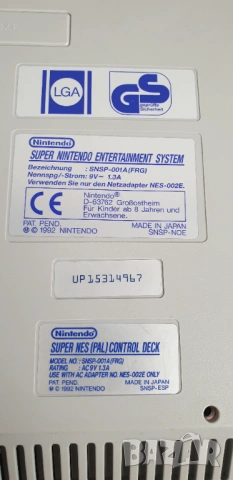 LGA
GS
geprüfte
Sicherheit
Nintendo®
SUPER NINTENDO ENTERTAINMENT SYSTEM
Bezeichnung : SNSP-001A(FRG)
Nennspg/-Strom: 9V~ 1.3A
Verwenden Sie nur den Netzadapter NES-002E.
CE
Nintendo®
D-63762 Großostheim
Für Kinder ab 8 Jahren und
Erwachsene.
PAT. PEND.
Ⓜ © 1992 NINTENDO
MADE IN JAPAN
SNSP-NOE
UP15314967
Nintendo®
SUPER NES (PAL) CONTROL DECK
MODEL NO.: SNSP-001A(FRG)
RATING : AC 9V 1.3A
USE WITH AC ADAPTER NO. NES-002E ONLY
PAT. PEND.
Ⓜ © 1992 NINTENDO
MADE IN JAPAN
SNSP-ESP
bazar